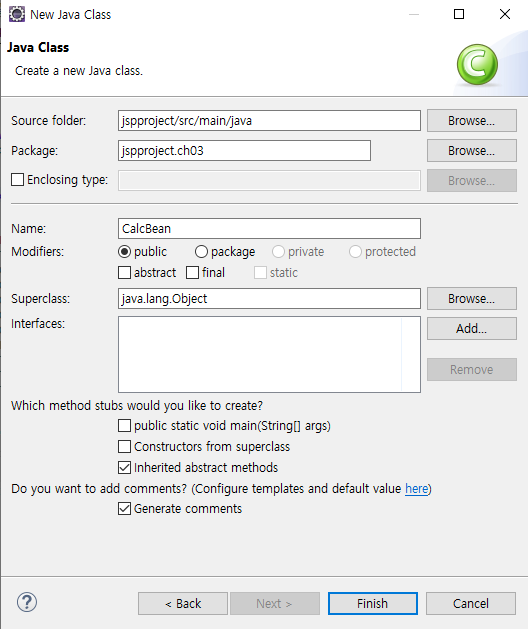 New Java Class
Java Class
Create a new Java class.
Source folder: jspproject/src/main/java Browse...
Package: jspproject.ch03 Browse...
Enclosing type: Browse...
Name: CalcBean
Modifiers: public package private protected
abstract final static
Superclass: java.lang.Object Browse...
Interfaces: Add...
Remove
Which method stubs would you like to create?
public static void main(String[] args)
Constructors from superclass
Inherited abstract methods
Do you want to add comments? (Configure templates and default value here)
Generate comments
? < Back Next > Finish Cancel